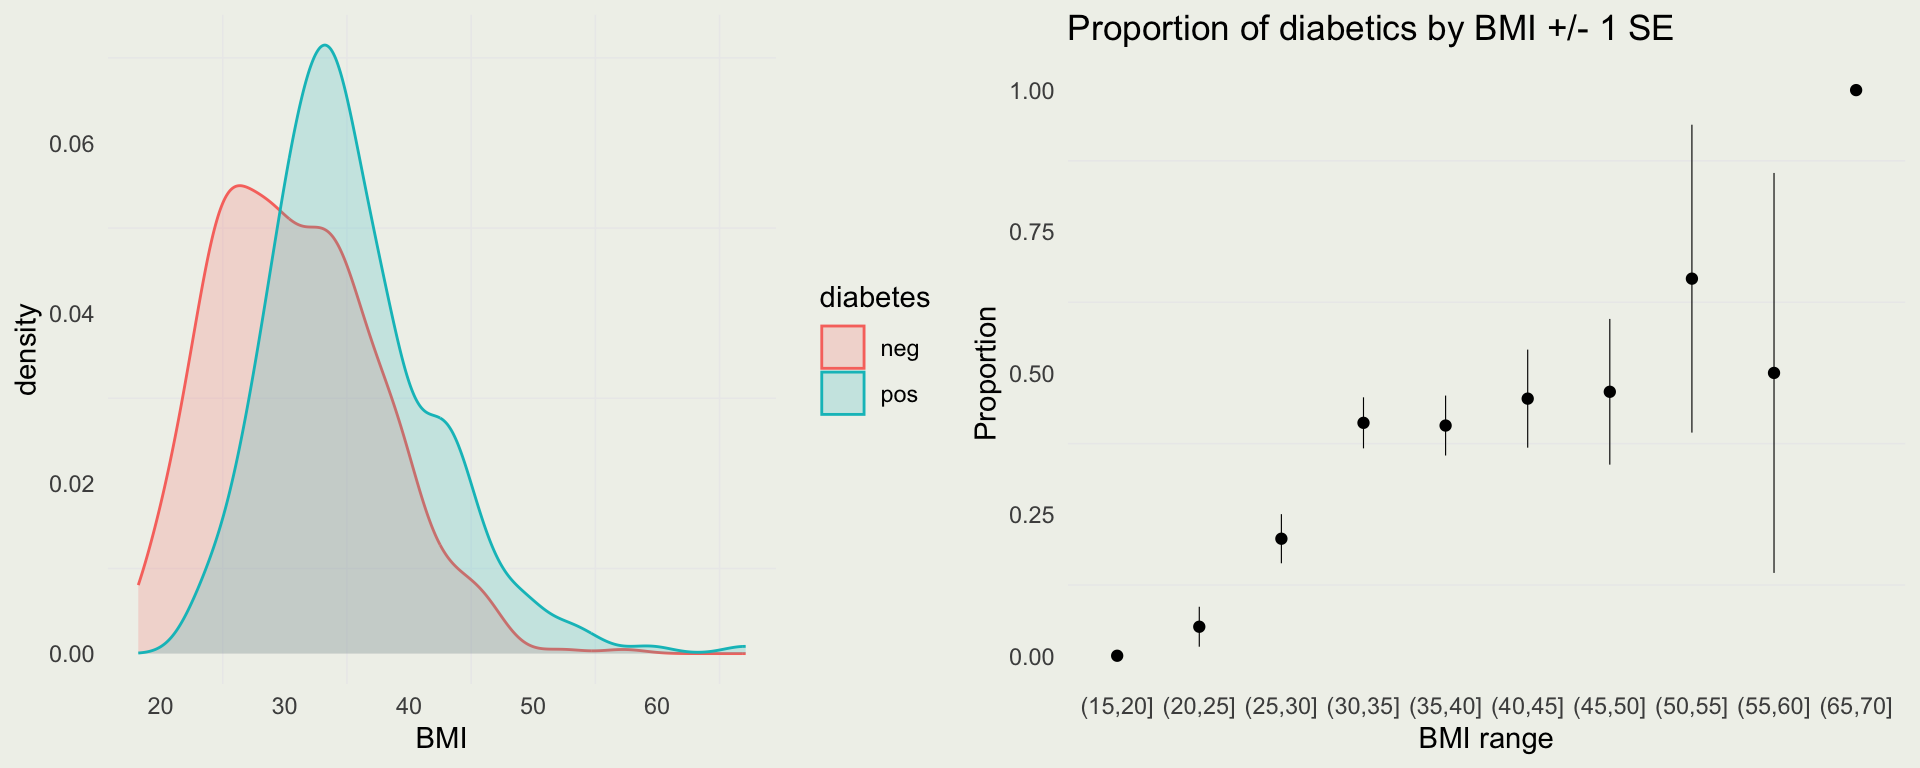 density
0.06
0.04
0.02
0.00
20 30 40 50 60
BMI
diabetes
neg
pos
Proportion of diabetics by BMI +/- 1 SE
Proportion
1.00
0.75
0.50
0.25
0.00
(15,20] (20,25] (25,30] (30,35] (35,40] (40,45] (45,50] (50,55] (55,60] (65,70]
BMI range